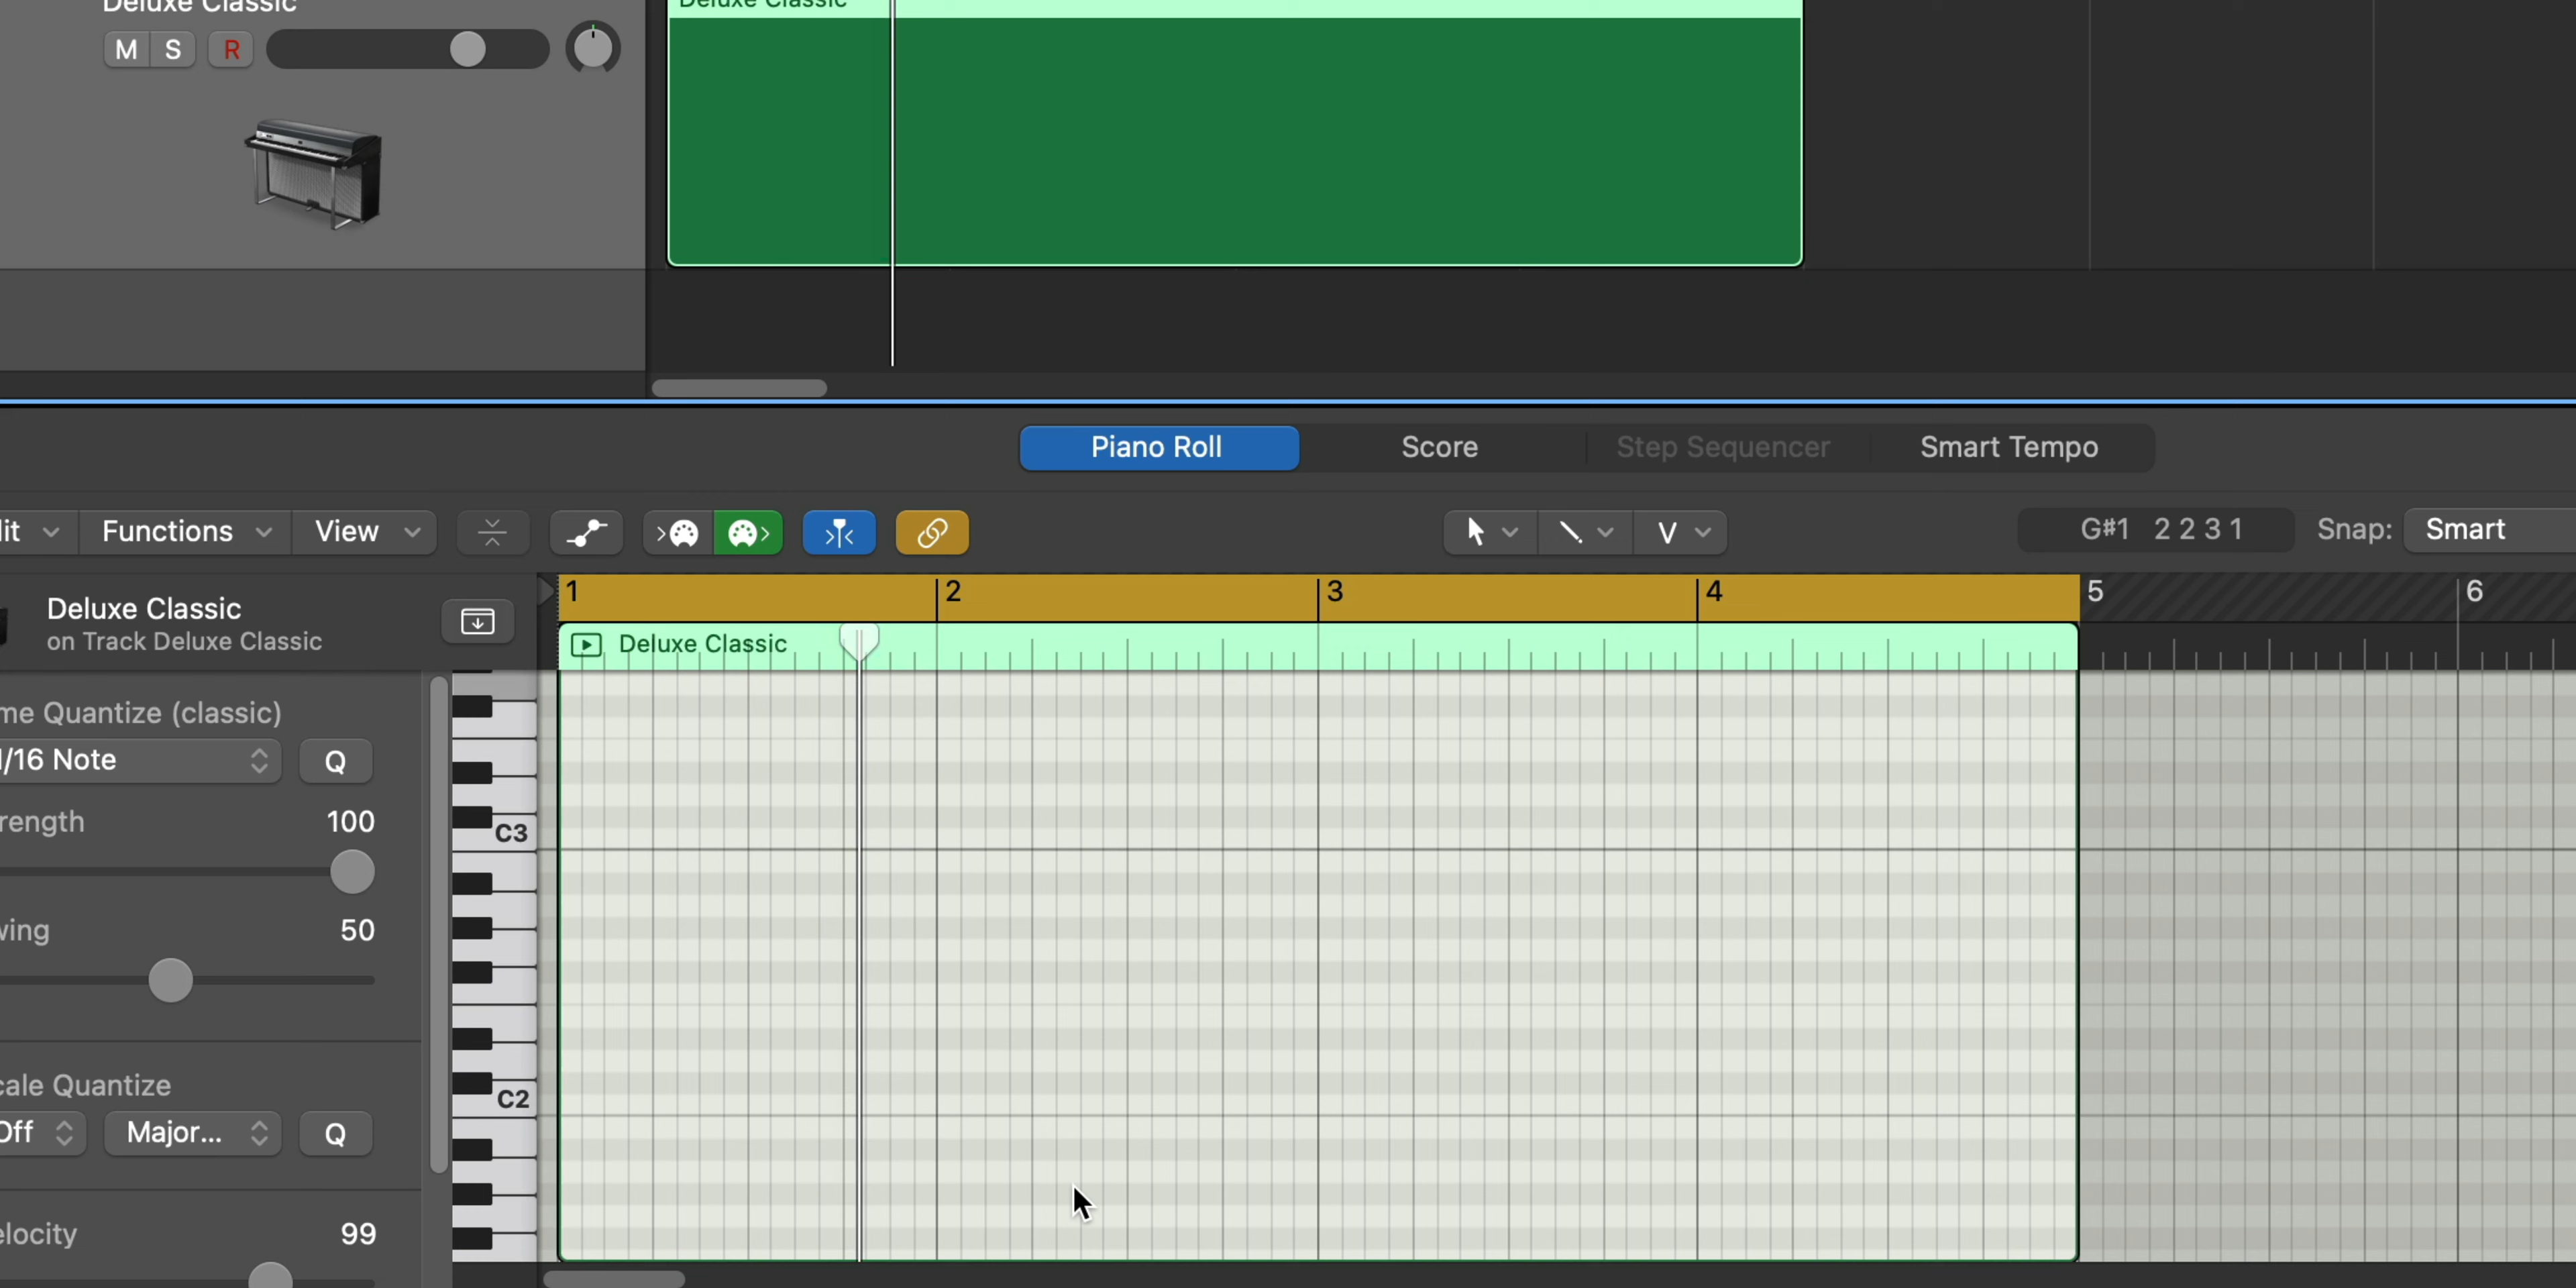 Deluxe Classic
Deluxe Classic
M S R
Piano Roll Score Step Sequencer Smart Tempo
lit Functions View V G#1 2 2 3 1 Snap: Smart
1 2 3 4 5 6
Deluxe Classic
on Track Deluxe Classic
Deluxe Classic
me Quantize (classic)
/16 Note Q
rength 100
C3
ving 50
cale Quantize
C2
Off Major... Q
elocity 99